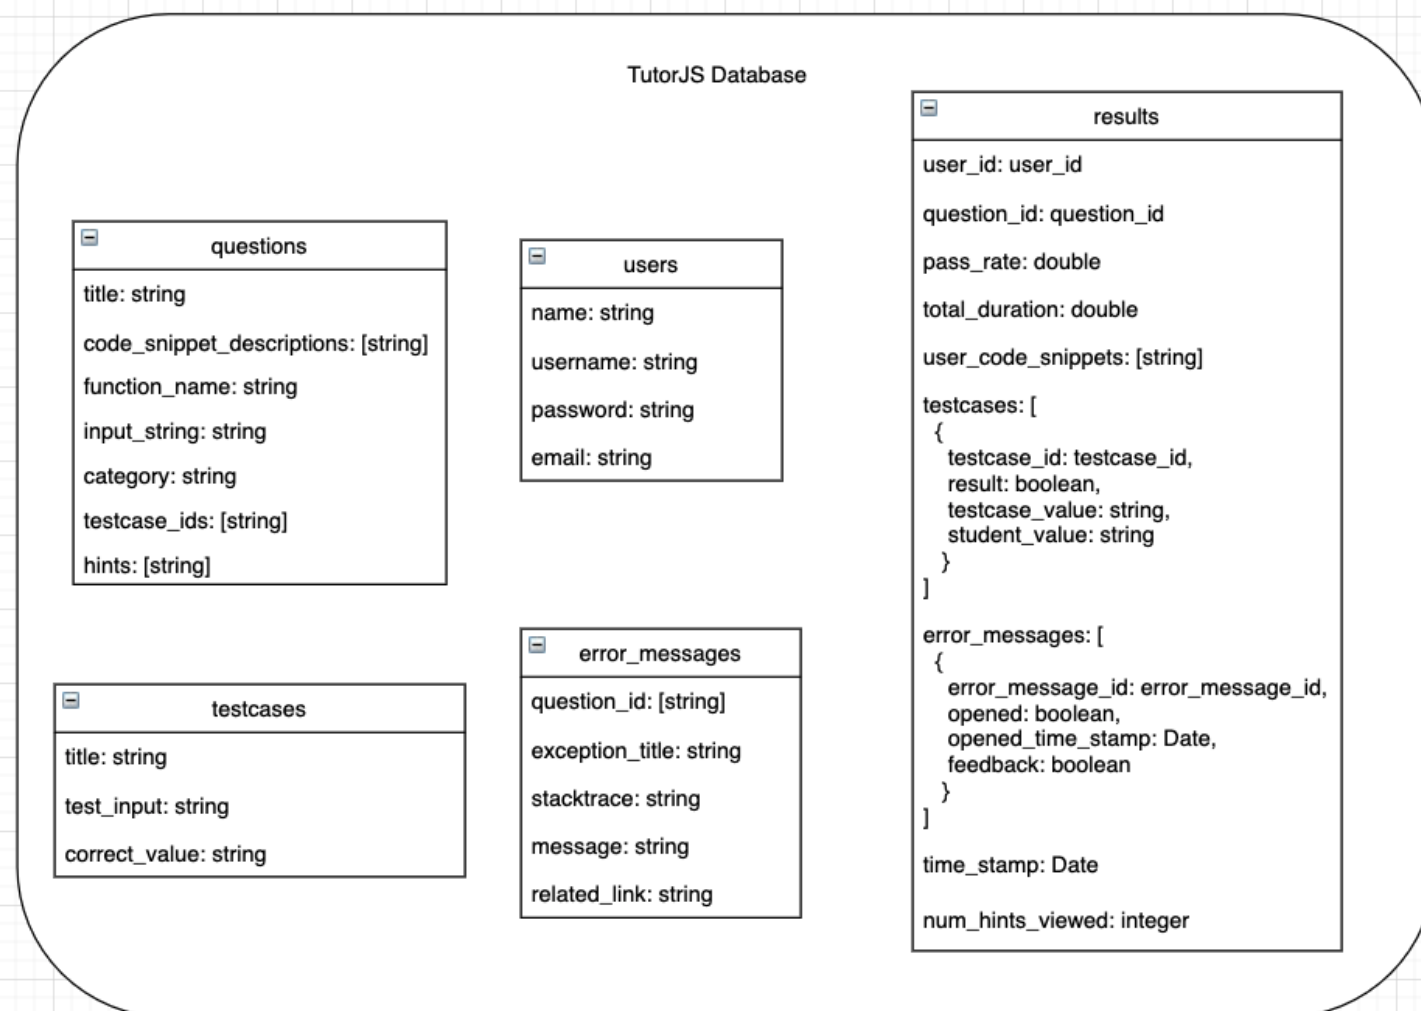 TutorJS Database
questions
title: string
code_snippet_descriptions: [string]
function_name: string
input_string: string
category: string
testcase_ids: [string]
hints: [string]
testcases
title: string
test_input: string
correct_value: string
users
name: string
username: string
password: string
email: string
error_messages
question_id: [string]
exception_title: string
stacktrace: string
message: string
related_link: string
results
user_id: user_id
question_id: question_id
pass_rate: double
total_duration: double
user_code_snippets: [string]
testcases: [
{
testcase_id: testcase_id,
result: boolean,
testcase_value: string,
student_value: string
}
]
error_messages: [
{
error_message_id: error_message_id,
opened: boolean,
opened_time_stamp: Date,
feedback: boolean
}
]
time_stamp: Date
num_hints_viewed: integer